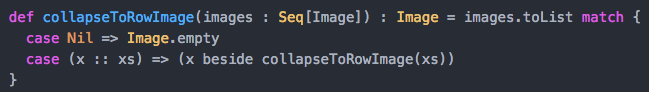 def collapseToRowImage(images : Seq[Image]) : Image = images.toList match {
  case Nil => Image.empty
  case (x :: xs) => (x beside collapseToRowImage(xs))
}